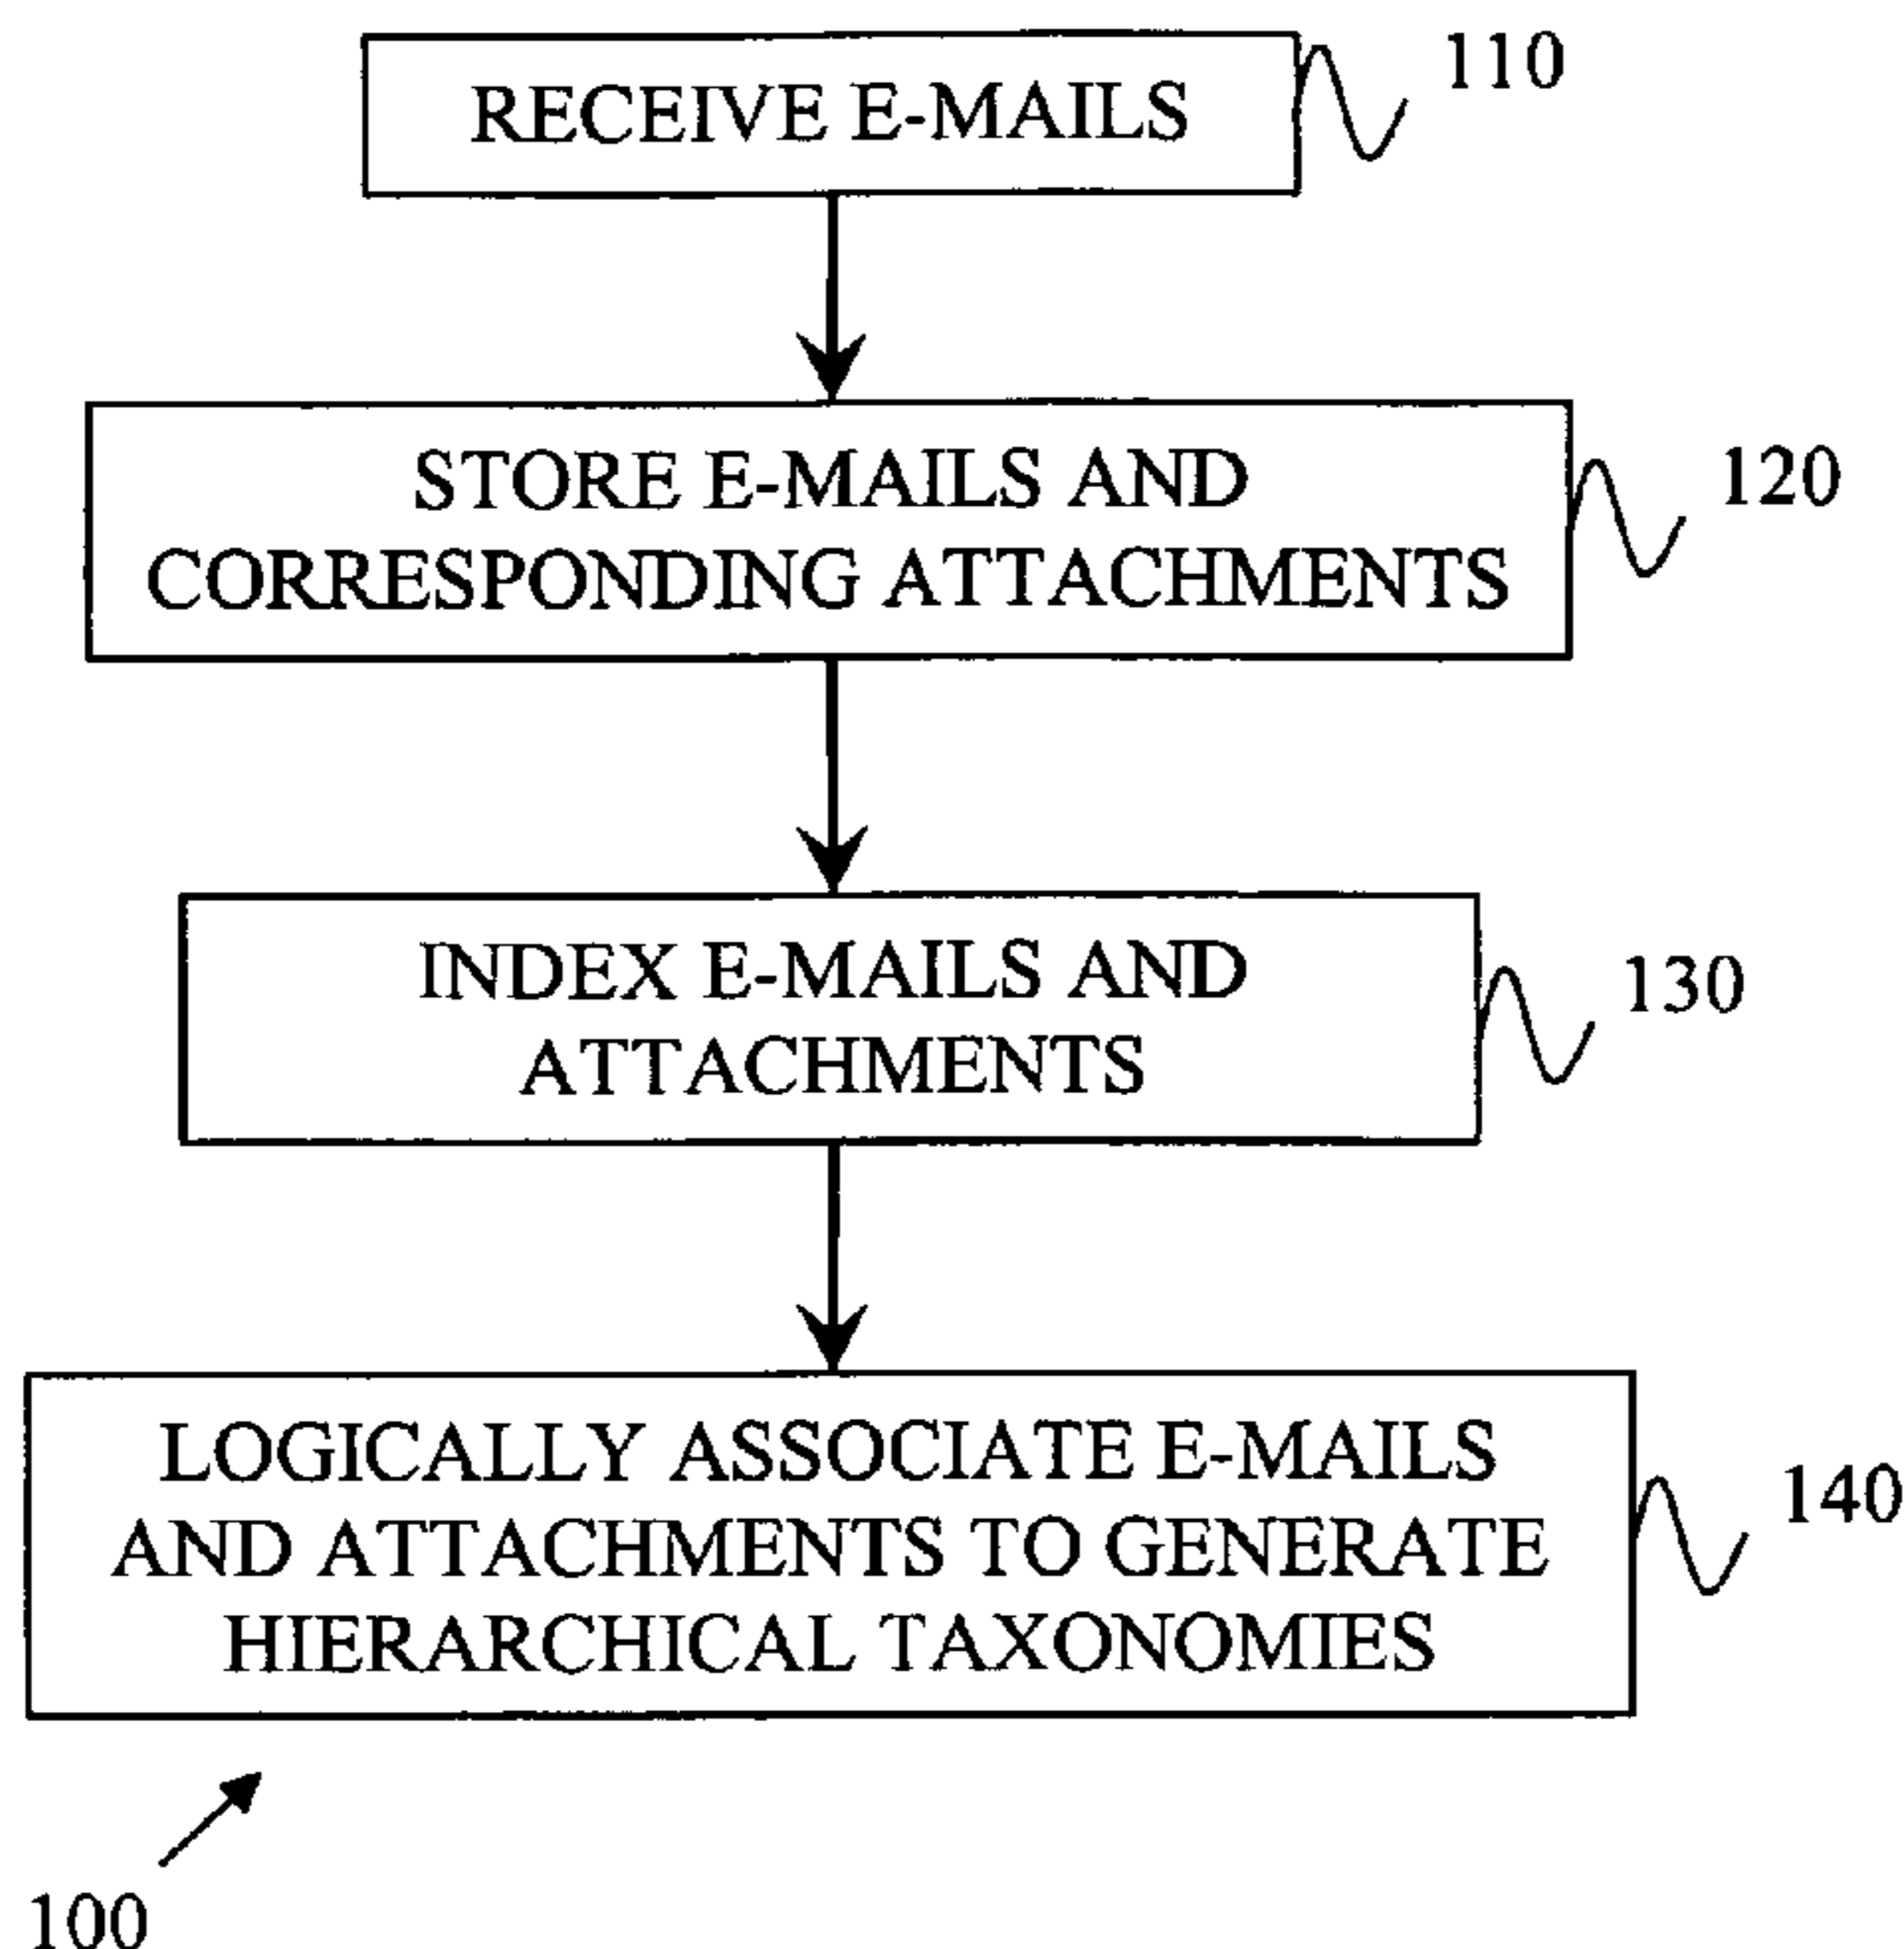 RECEIVE E-MAILS
110
STORE E-MAILS AND
CORRESPONDING ATTACHMENTS
120
INDEX E-MAILS AND
ATTACHMENTS
130
LOGICALLY ASSOCIATE E-MAILS
AND ATTACHMENTS TO GENERATE
HIERARCHICAL TAXONOMIES
140
100